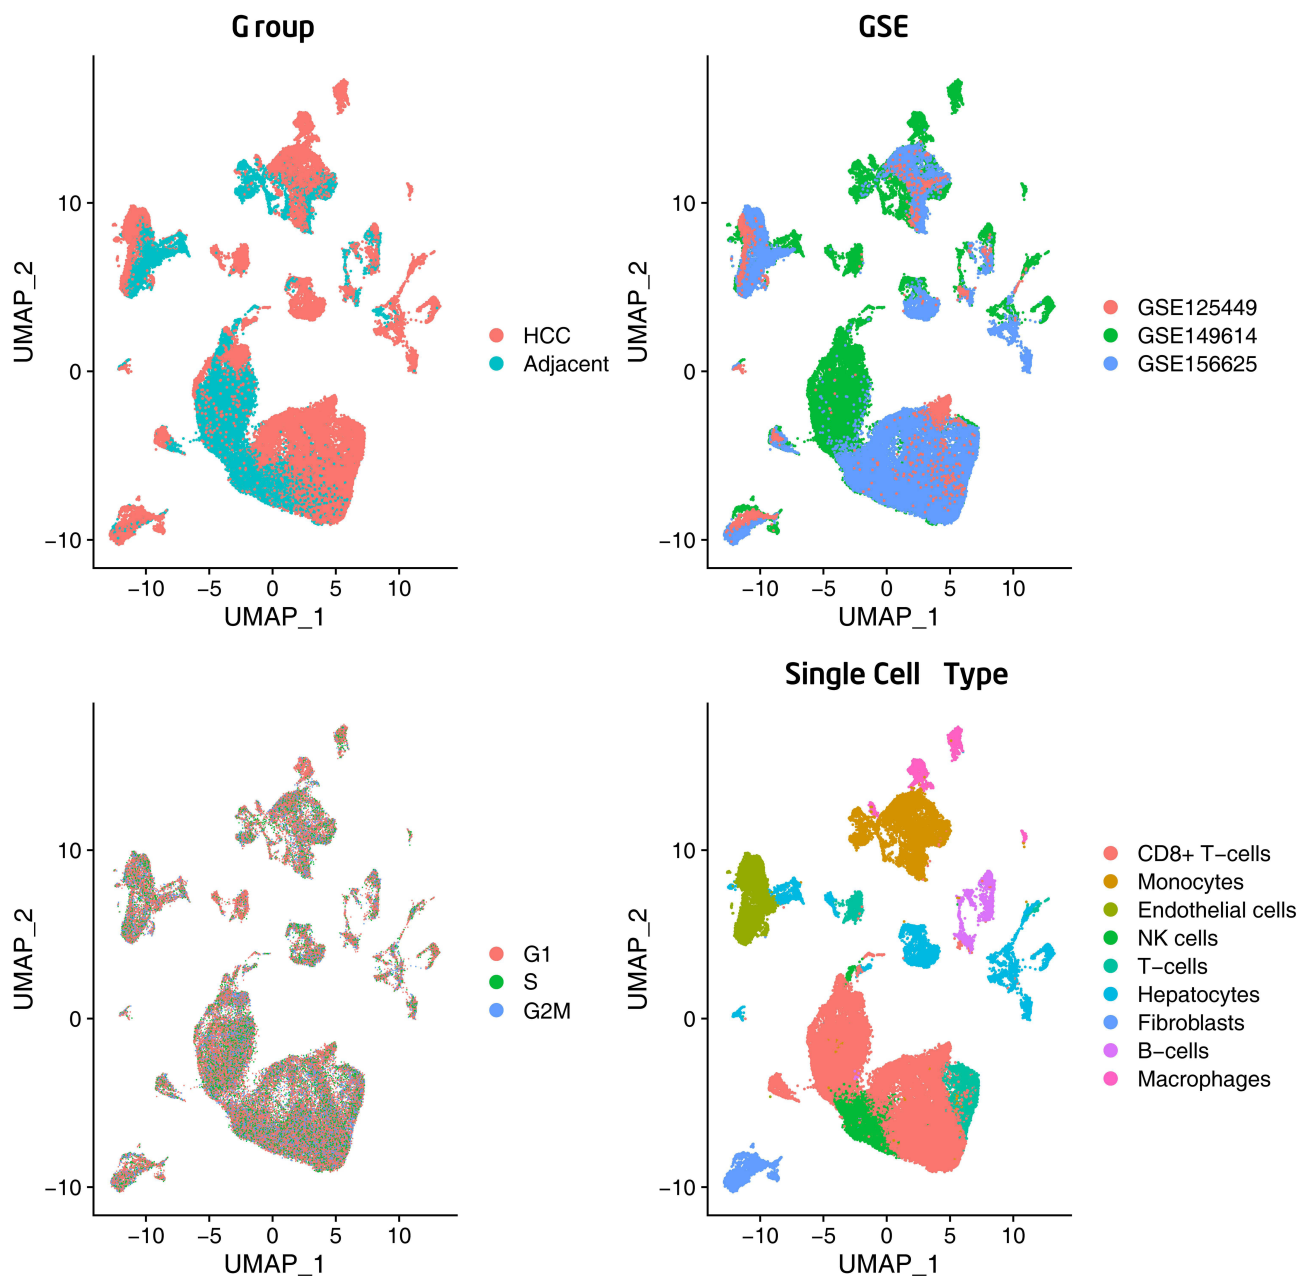 Group
GSE
UMAP_2
10
0
−10
−10 −5 0 5 10
UMAP_1
HCC
Adjacent
UMAP_2
10
0
−10
−10 −5 0 5 10
UMAP_1
GSE125449
GSE149614
GSE156625
Single Cell Type
UMAP_2
10
0
−10
−10 −5 0 5 10
UMAP_1
G1
S
G2M
UMAP_2
10
0
−10
−10 −5 0 5 10
UMAP_1
CD8+ T−cells
Monocytes
Endothelial cells
NK cells
T−cells
Hepatocytes
Fibroblasts
B−cells
Macrophages